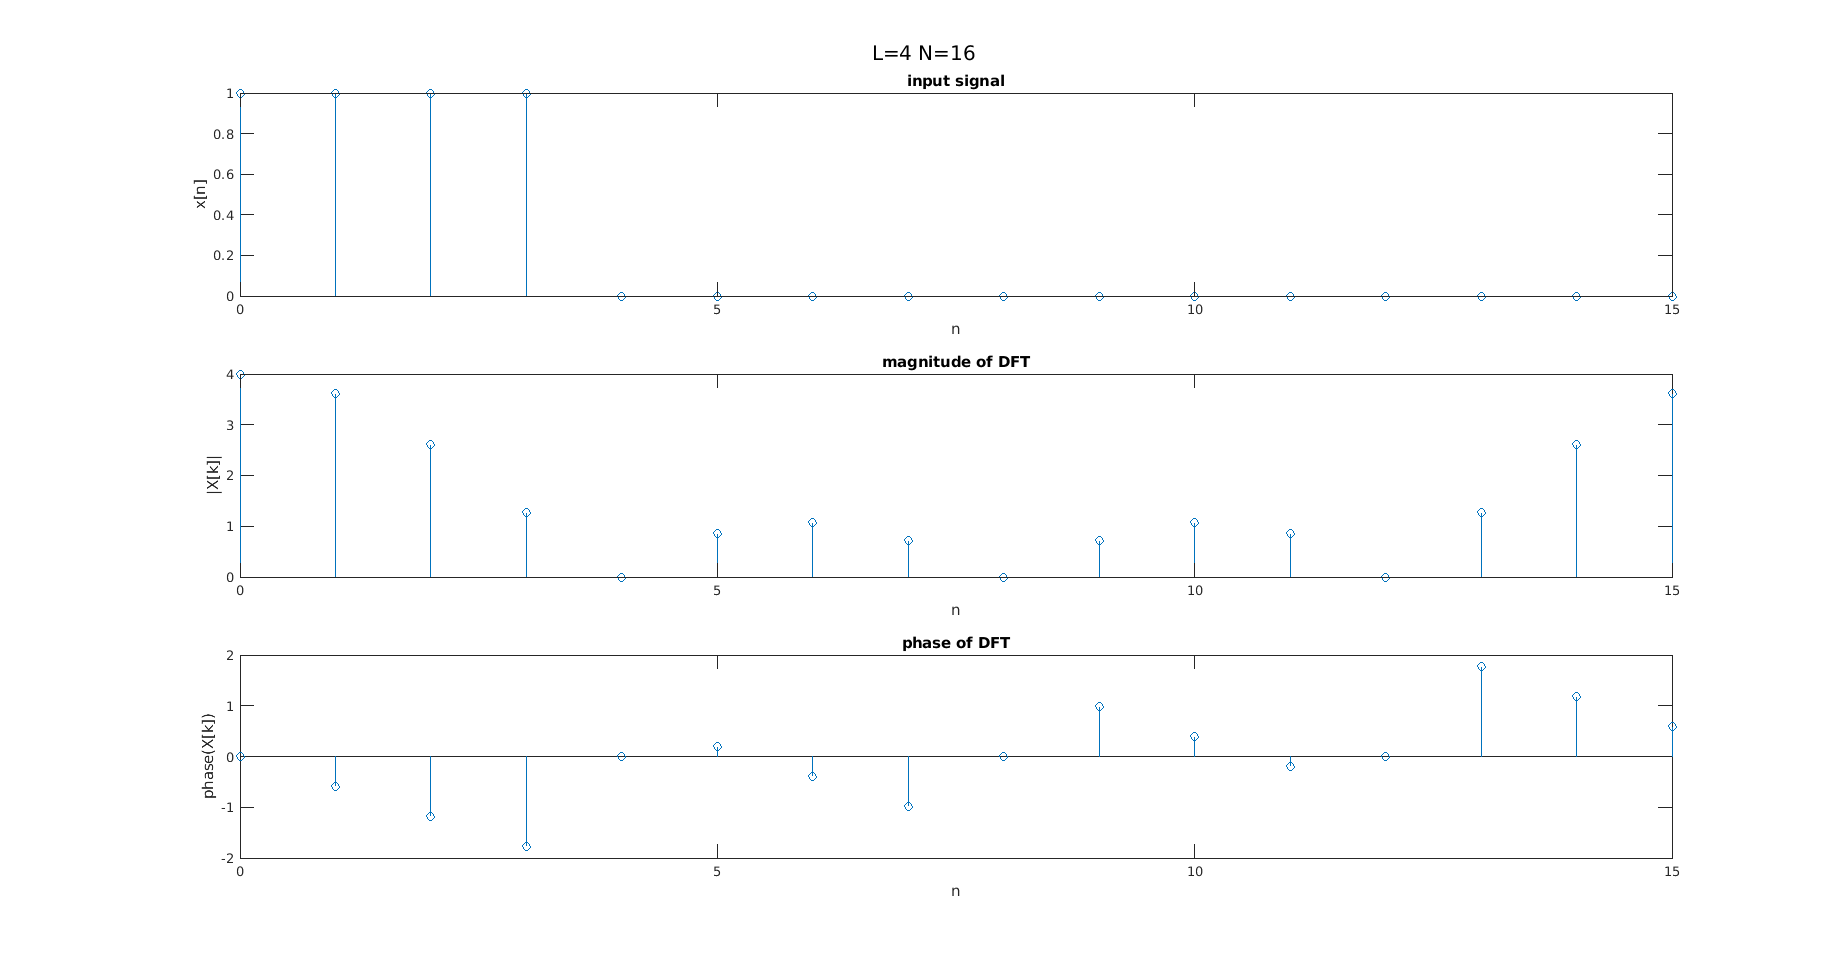 L=4 N=16
input signal
1
0.8
0.6
0.4
0.2
0
x[n]
0 5 10 15
n
magnitude of DFT
4
3
2
1
0
|X[k]|
0 5 10 15
n
phase of DFT
2
1
0
-1
-2
phase(X[k])
0 5 10 15
n